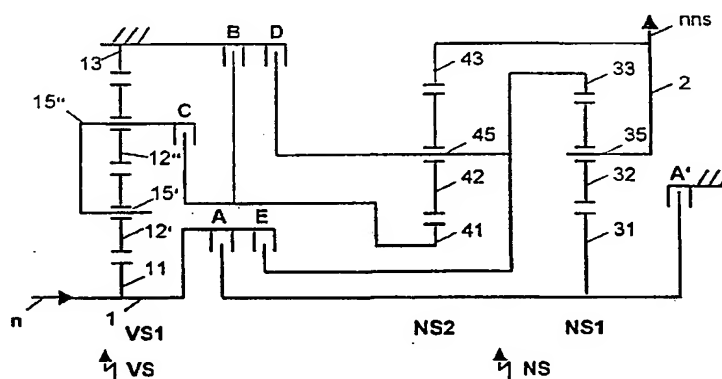 B D nns
13 43 33 2
15" C
12" 45 35
15' 42 32 A'
12' A E 41 31
11
n 1 VS1 NS2 NS1
VS NS